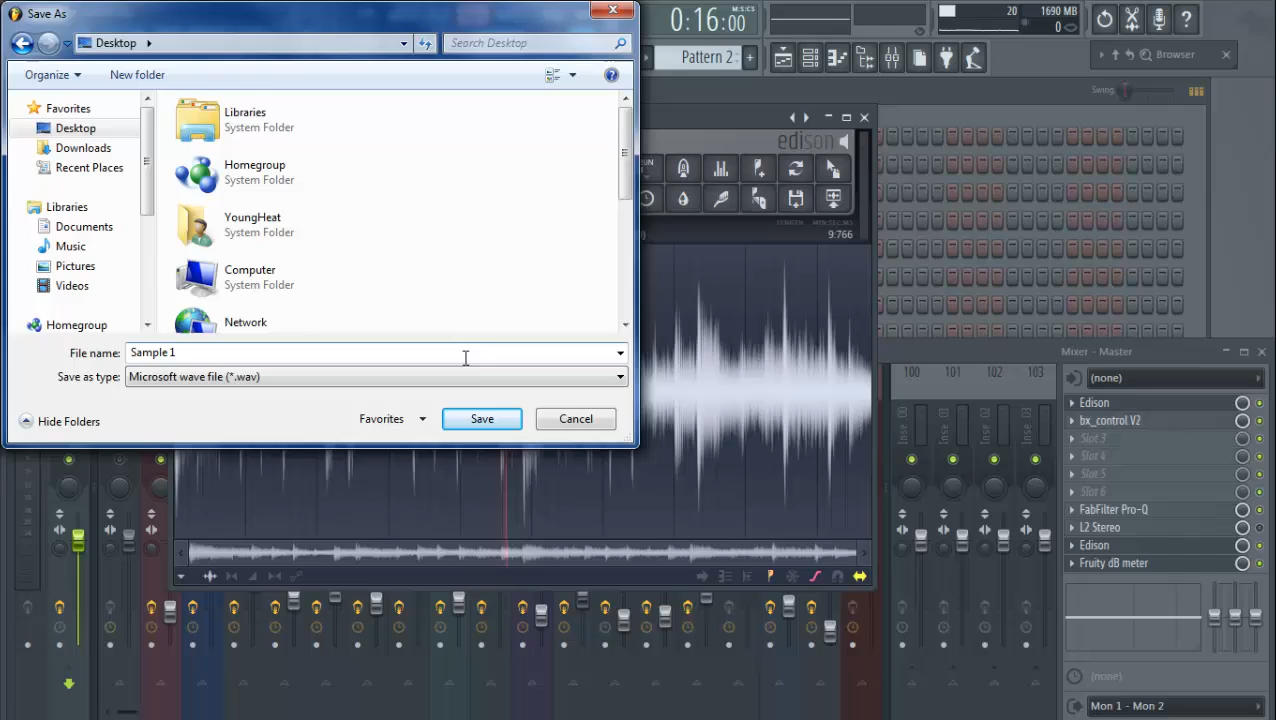 Save As
Desktop
Search Desktop
Organize
New folder
Favorites
Desktop
Downloads
Recent Places
Libraries
Documents
Music
Pictures
Videos
Homegroup
Libraries
System Folder
Homegroup
System Folder
YoungHeat
System Folder
Computer
System Folder
Network
File name:
Sample 1
Save as type:
Microsoft wave file (*.wav)
Hide Folders
Favorites
Save
Cancel
0:16:00
M:S:CS
20
1690 MB
0
Pattern 2
Browser
Swing
edison
RUN
9:766
Mixer - Master
100
102
102
103
(none)
Edison
bx_control V2
Slot 3
Slot 4
Slot 5
Slot 6
FabFilter Pro-Q
L2 Stereo
Edison
Fruity dB meter
(none)
Mon 1 - Mon 2